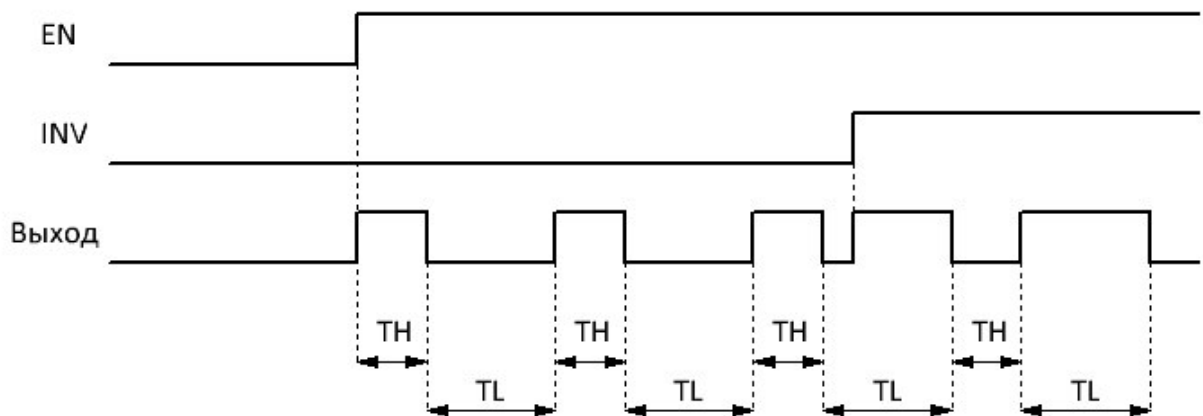 EN
INV
Выход
TH TH TH TH
TL TL TL TL